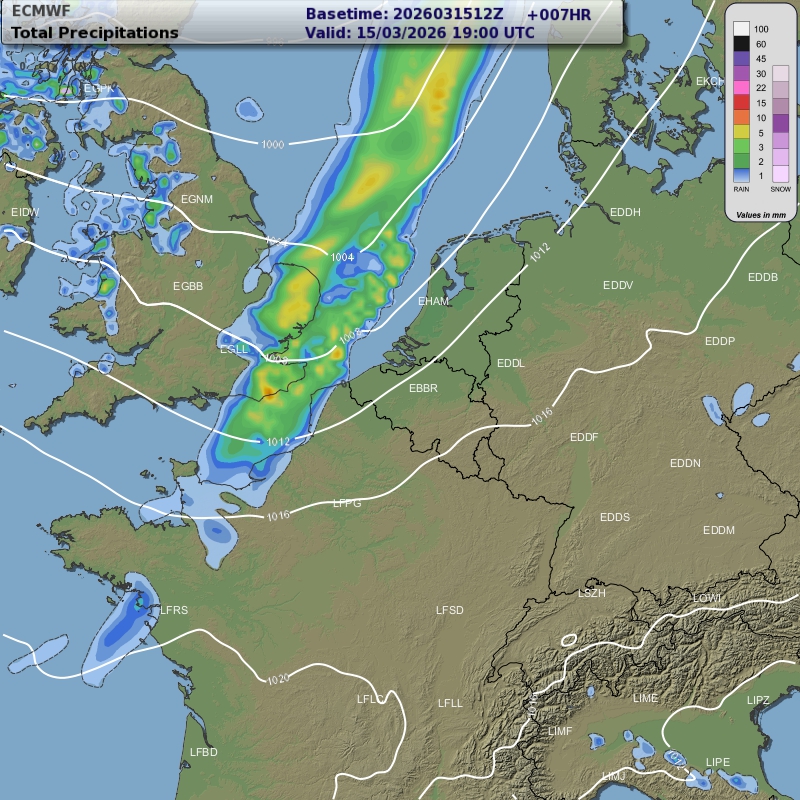 ECMWF
Basetime: 2026031512Z +007HR
Total Precipitations
Valid: 15/03/2026 19:00 UTC
100
60
45
30
22
15
10
5
3
2
1
RAIN SNOW
Values in mm
EKCH
1000
EGNM
EIDW
EDDH
1004
1012
EGBB
EHAM
EDDV
EDDB
1008
EGLL
EDDP
EDDL
EBBR
1016
1012
EDDF
EDDN
LFPG
1016
EDDS
EDDM
LSZH
LOWI
LFRS
LFSD
1020
LFLC
LFLL
LIME
LIPZ
LIMF
LFBD
LIPE
LIMJ